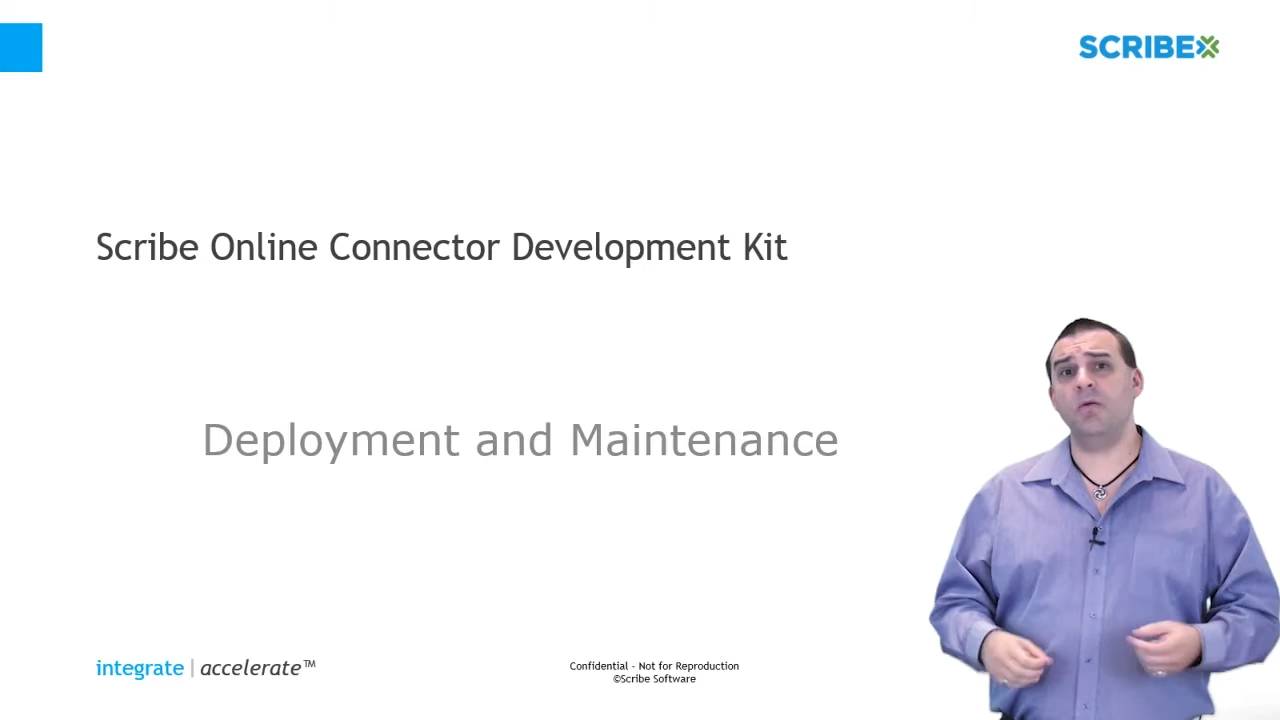 SCRIBE
Scribe Online Connector Development Kit
Deployment and Maintenance
integrate | accelerate™
Confidential - Not for Reproduction
©Scribe Software